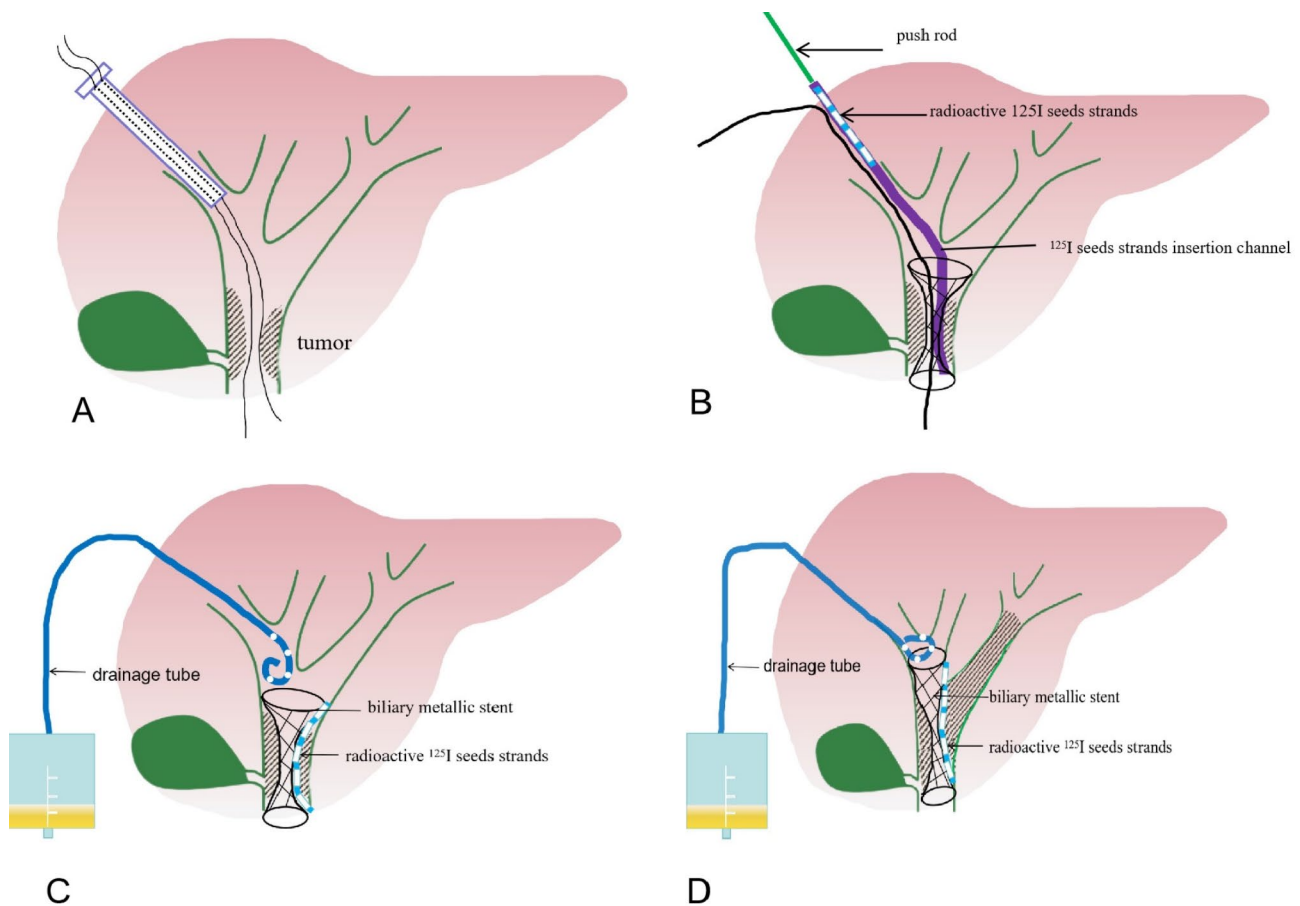 tumor
A
push rod
radioactive 125I seeds strands
¹²⁵I seeds strands insertion channel
B
drainage tube
biliary metallic stent
radioactive ¹²⁵I seeds strands
C
drainage tube
biliary metallic stent
radioactive ¹²⁵I seeds strands
D